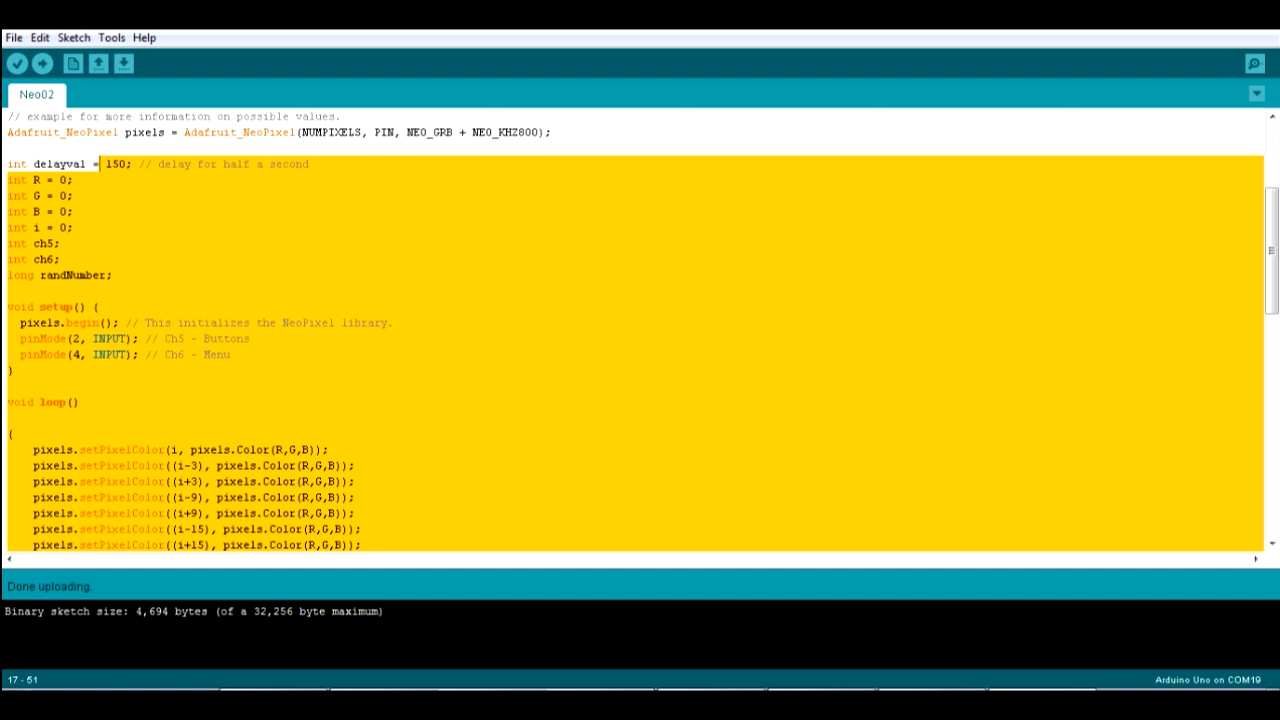 File Edit Sketch Tools Help
Neo02
// example for more information on possible values.
Adafruit_NeoPixel pixels = Adafruit_NeoPixel(NUMPIXELS, PIN, NEO_GRB + NEO_KHZ800);
int delayval = 150; // delay for half a second
int R = 0;
int G = 0;
int B = 0;
int i = 0;
int ch5;
int ch6;
long randNumber;
void setup() {
pixels.begin(); // This initializes the NeoPixel library.
pinMode(2, INPUT); // Ch5 - Buttons
pinMode(4, INPUT); // Ch6 - Menu
}
void loop()
{
pixels.setPixelColor(i, pixels.Color(R,G,B));
pixels.setPixelColor((i-3), pixels.Color(R,G,B));
pixels.setPixelColor((i+3), pixels.Color(R,G,B));
pixels.setPixelColor((i-9), pixels.Color(R,G,B));
pixels.setPixelColor((i+9), pixels.Color(R,G,B));
pixels.setPixelColor((i-15), pixels.Color(R,G,B));
pixels.setPixelColor((i+15), pixels.Color(R,G,B));
Done uploading.
Binary sketch size: 4,694 bytes (of a 32,256 byte maximum)
17 - 51
Arduino Uno on COM19